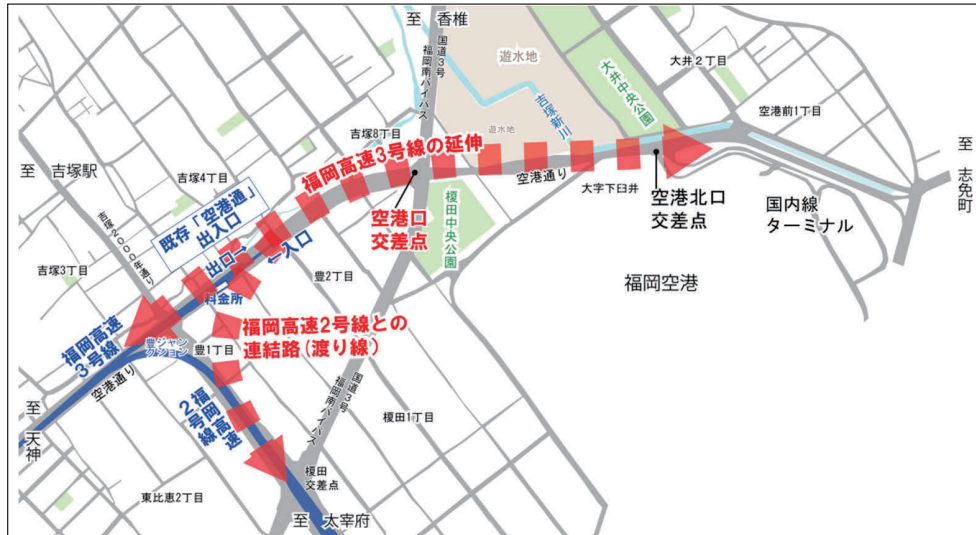 至 香椎
国道3号
福岡南バイパス
遊水地
大井中央公園
大井2丁目
吉塚新川
空港前1丁目
吉塚8丁目
遊水地
至 吉塚駅
福岡高速3号線の延伸
空港通り
大字下臼井
至 志免町
吉塚4丁目
既存「空港通」
出入口
空港口
交差点
榎田中央公園
空港北口
交差点
国内線
ターミナル
吉塚2000年通り
出口→
←入口
吉塚3丁目
料金所
豊2丁目
福岡空港
福岡高速
3号線
豊ジャン
クション
豊1丁目
福岡高速2号線との
連結路(渡り線)
空港通り
国道3号
福岡南バイパス
至 天神
福岡高速
2号線
榎田1丁目
東比恵2丁目
榎田
交差点
至 太宰府